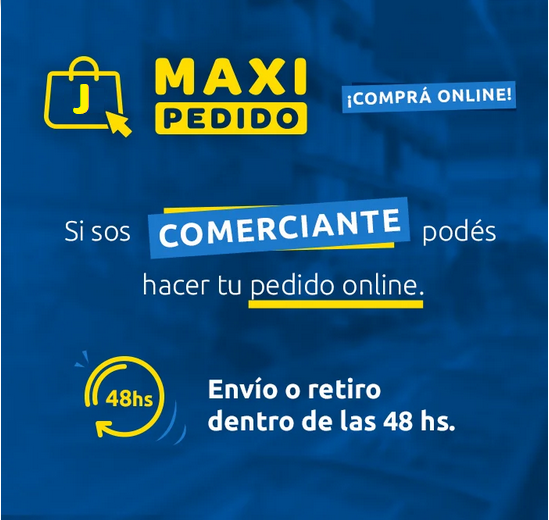 J
MAXI
PEDIDO
¡COMPRÁ ONLINE!
Si sos COMERCIANTE podés
hacer tu pedido online.
48hs
Envío o retiro
dentro de las 48 hs.